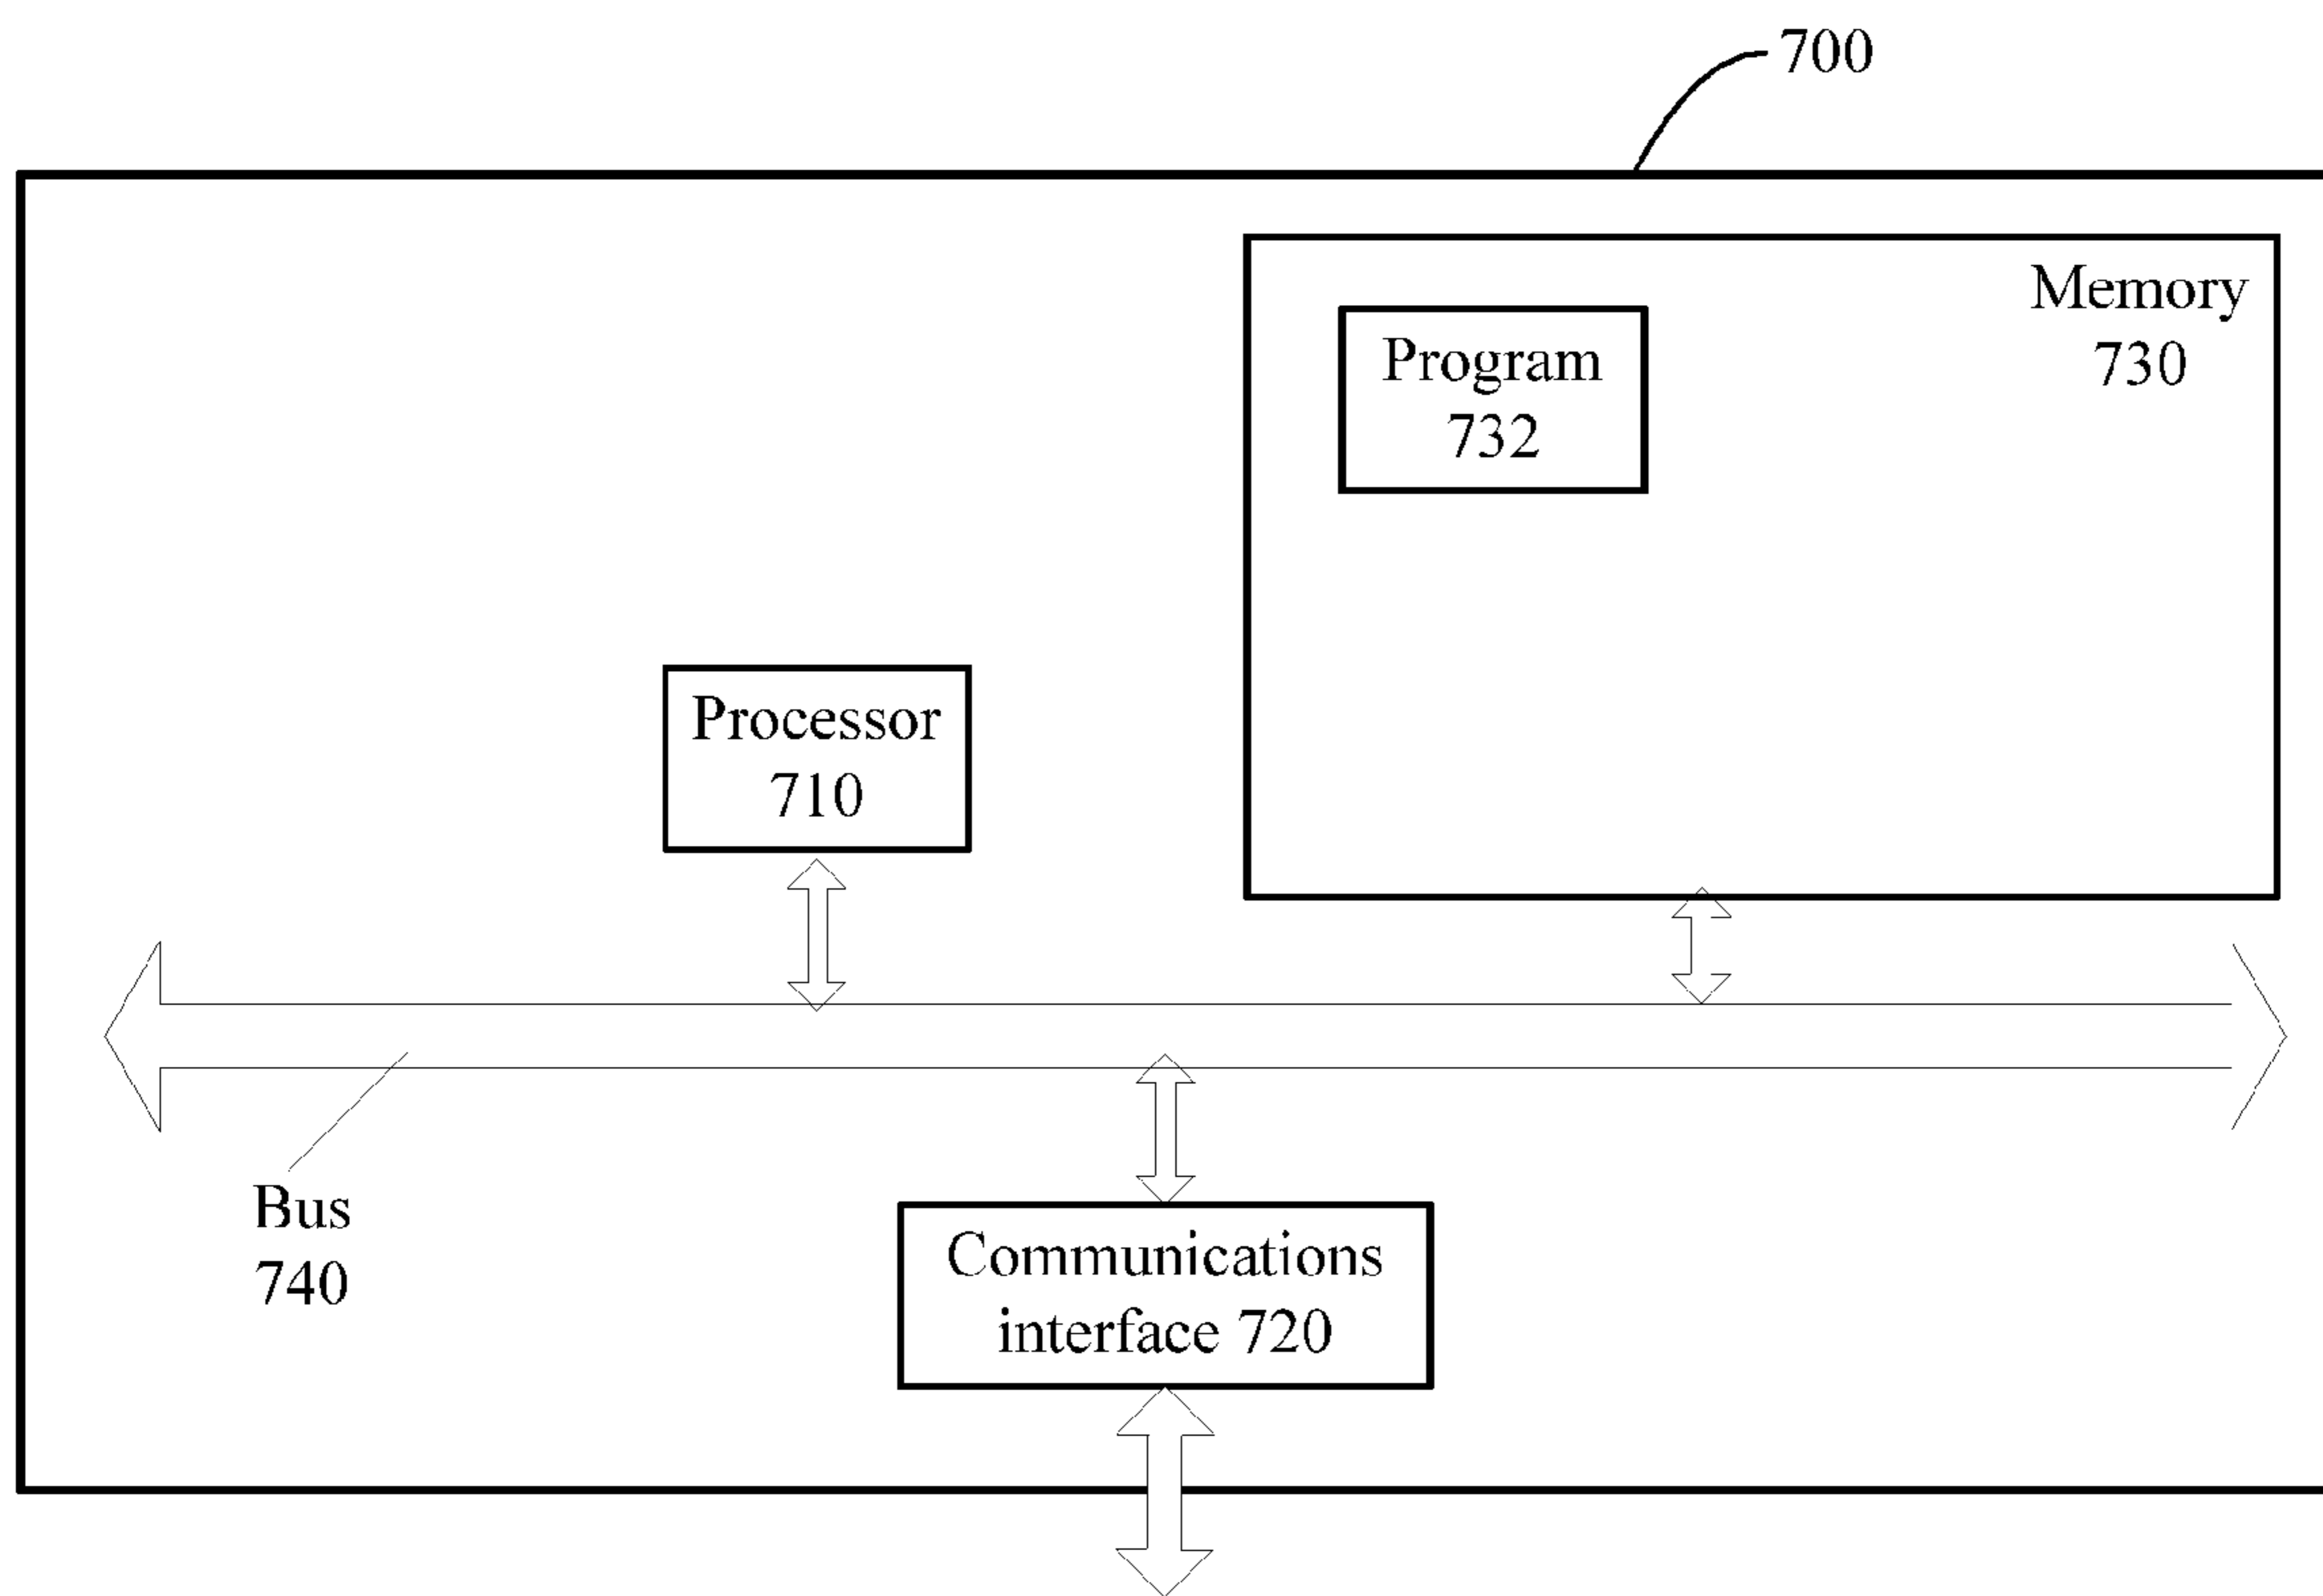 700
Memory
730
Program
732
Processor
710
Bus
740
Communications
interface 720